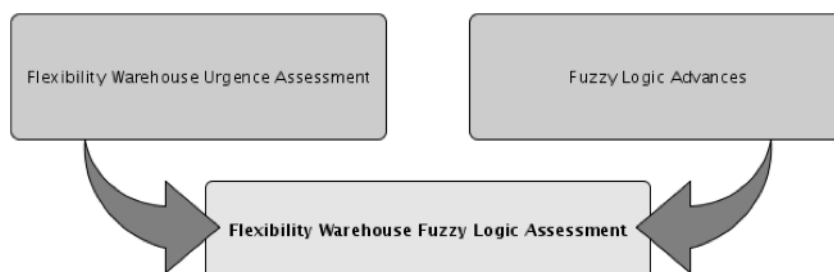 Flexibility Warehouse Urgence Assessment
Fuzzy Logic Advances
Flexibility Warehouse Fuzzy Logic Assessment